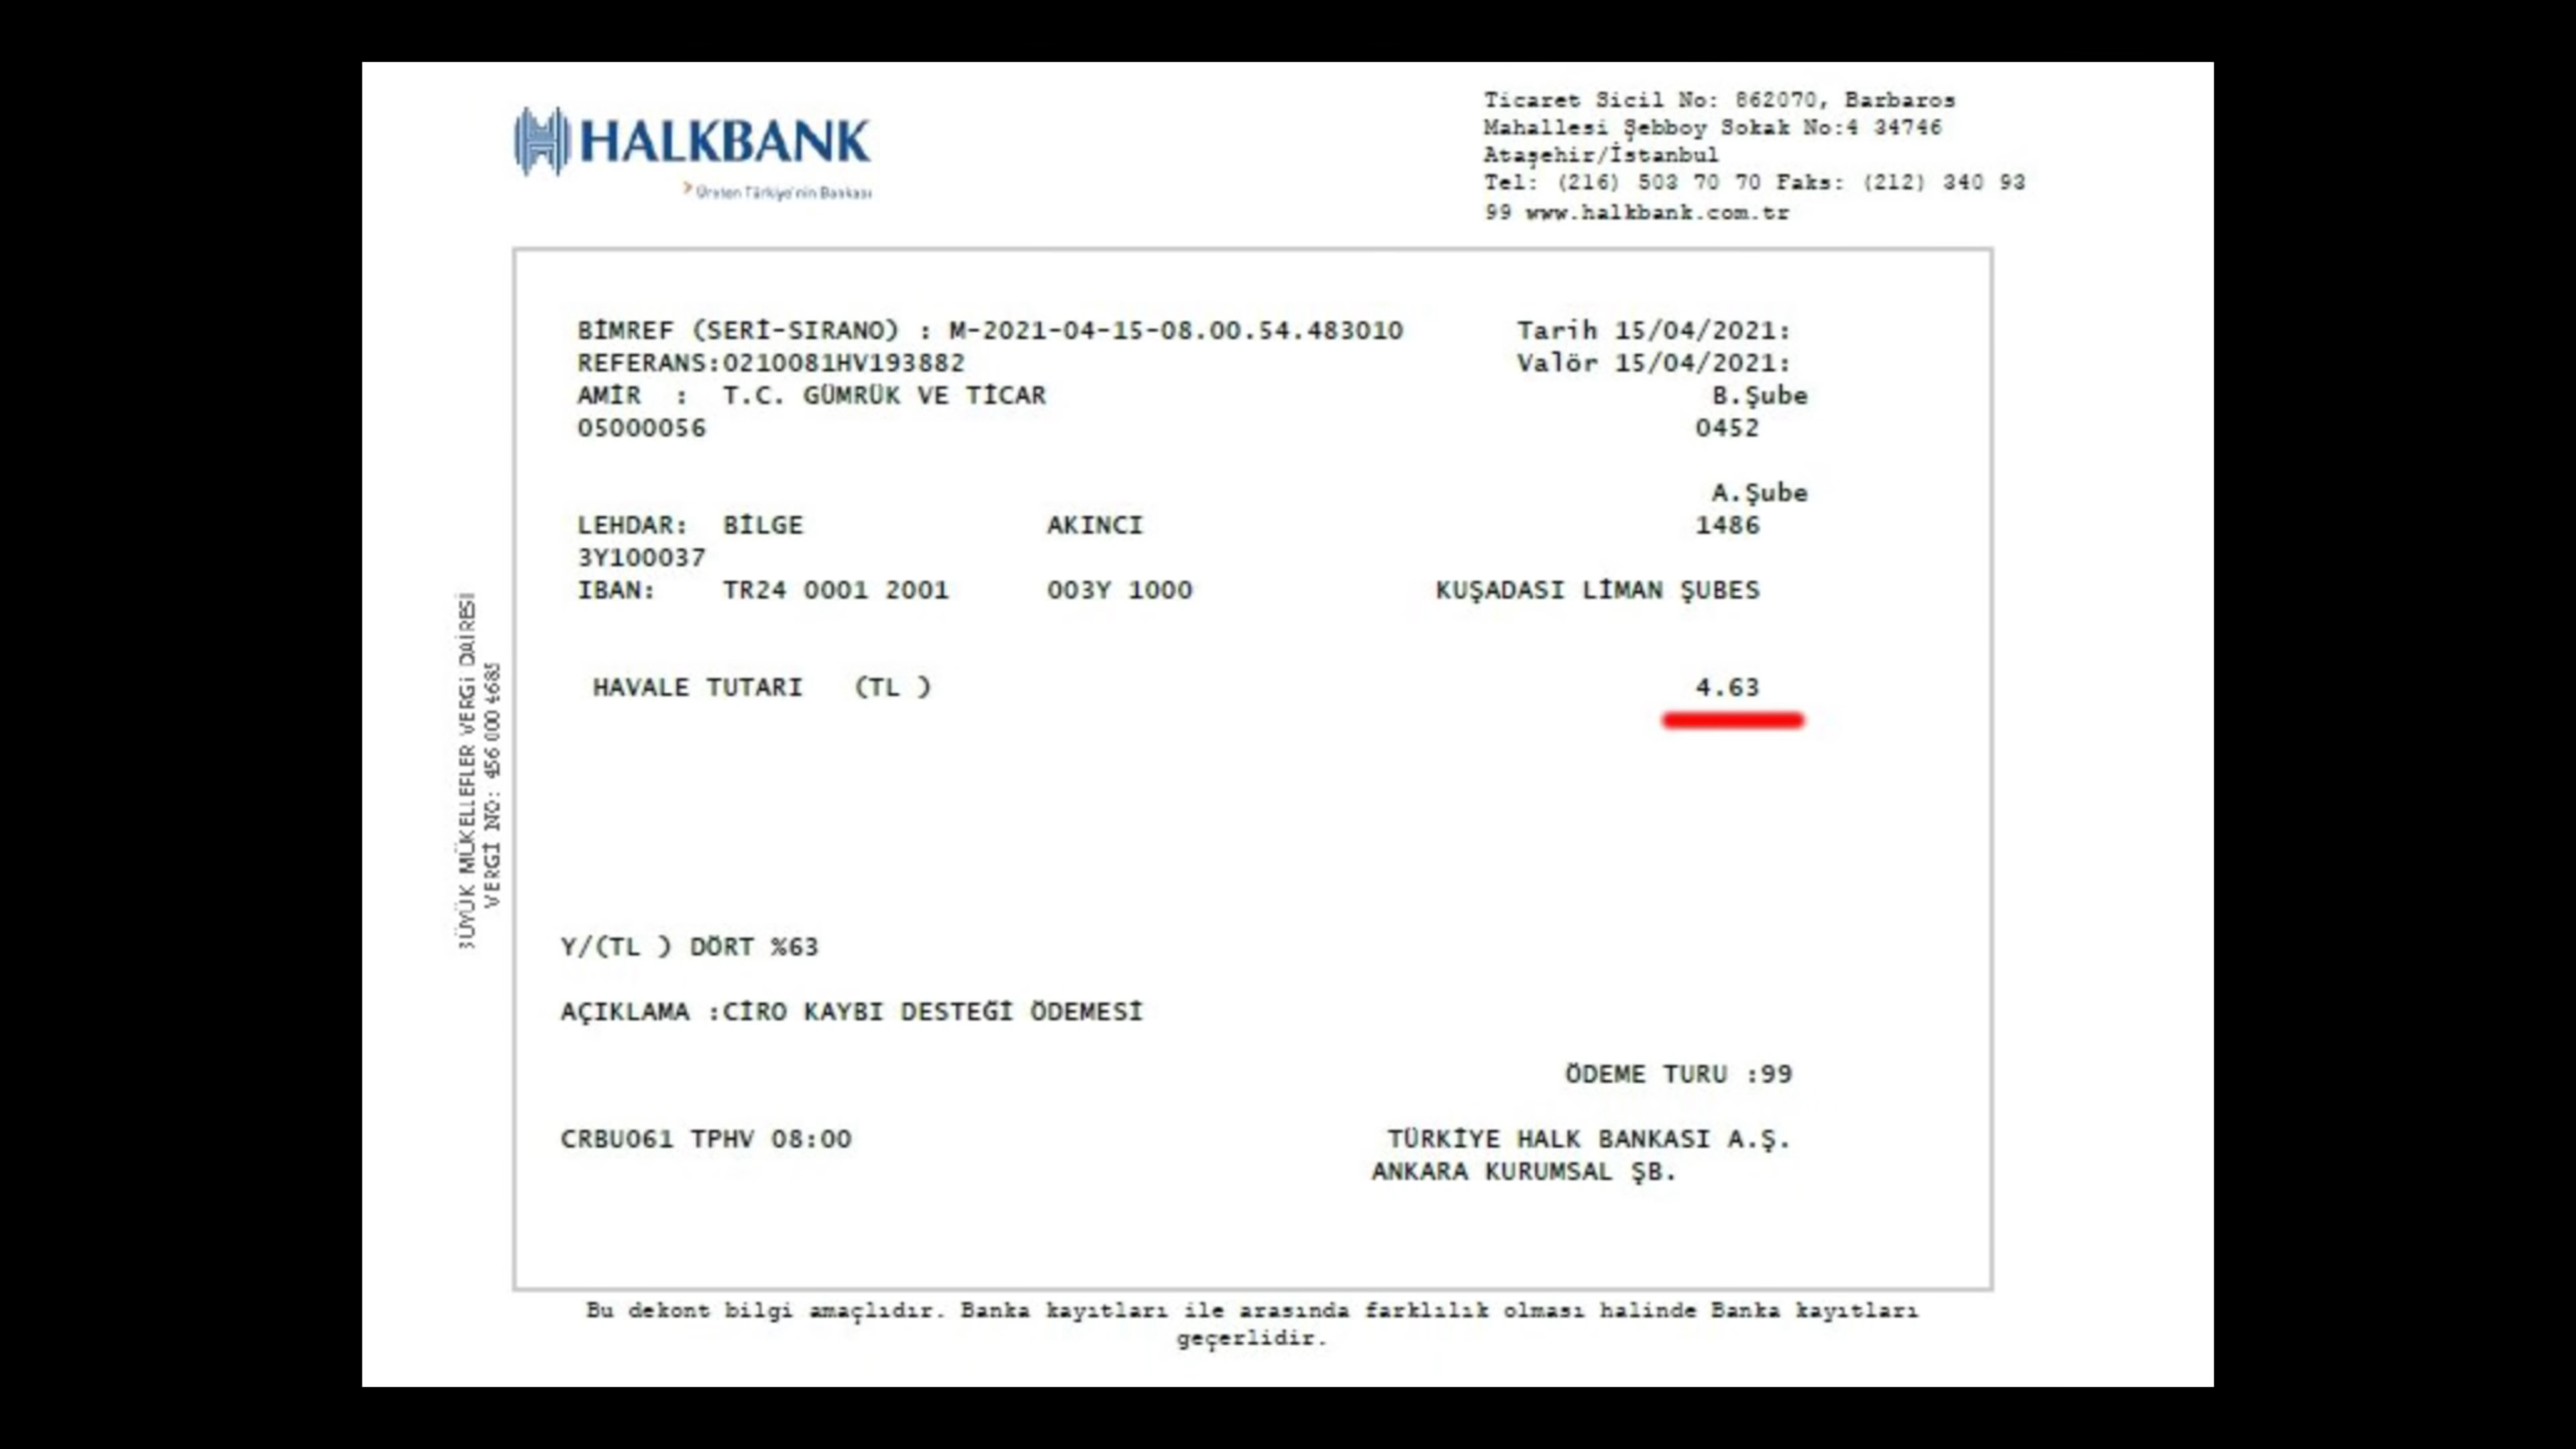 HALKBANK
Üreten Türkiye'nin Bankası
Ticaret Sicil No: 862070, Barbaros
Mahallesi Şebboy Sokak No:4 34746
Ataşehir/İstanbul
Tel: (216) 503 70 70 Faks: (212) 340 93
99 www.halkbank.com.tr
BİMREF (SERİ-SIRANO) : M-2021-04-15-08.00.54.483010 Tarih 15/04/2021:
REFERANS:0210081HV193882 Valör 15/04/2021:
AMİR : T.C. GÜMRÜK VE TİCAR B.Şube
05000056 0452
A.Şube
LEHDAR: BİLGE AKINCI 1486
3Y100037
IBAN: TR24 0001 2001 003Y 1000 KUŞADASI LİMAN ŞUBES
HAVALE TUTARI (TL ) 4.63
Y/(TL ) DÖRT %63
AÇIKLAMA :CİRO KAYBI DESTEĞİ ÖDEMESİ
ÖDEME TURU :99
CRBU061 TPHV 08:00 TÜRKİYE HALK BANKASI A.Ş.
ANKARA KURUMSAL ŞB.
Bu dekont bilgi amaçlıdır. Banka kayıtları ile arasında farklılık olması halinde Banka kayıtları
geçerlidir.
MÜKELLEFLER VERGİ DAİRESİ
VERGİ NO: 456 000 4685